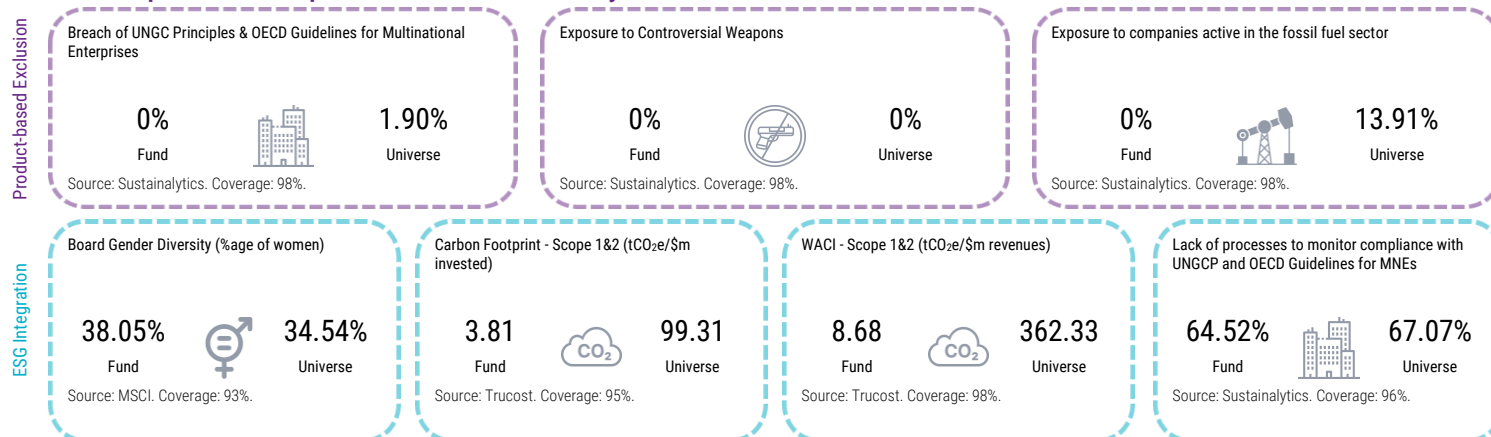 Product-based Exclusion
Breach of UNGC Principles & OECD Guidelines for Multinational
Enterprises
0%
1.90%
Fund
Universe
Source: Sustainalytics. Coverage: 98%.
Exposure to Controversial Weapons
0%
0%
Fund
Universe
Source: Sustainalytics. Coverage: 98%.
Exposure to companies active in the fossil fuel sector
0%
13.91%
Fund
Universe
Source: Sustainalytics. Coverage: 98%.
ESG Integration
Board Gender Diversity (%age of women)
38.05%
34.54%
Fund
Universe
Source: MSCI. Coverage: 93%.
Carbon Footprint - Scope 1&2 (tCO₂e/$m
invested)
3.81
CO₂
99.31
Fund
Universe
Source: Trucost. Coverage: 95%.
WACI - Scope 1&2 (tCO₂e/$m revenues)
8.68
CO₂
362.33
Fund
Universe
Source: Trucost. Coverage: 98%.
Lack of processes to monitor compliance with
UNGCP and OECD Guidelines for MNEs
64.52%
67.07%
Fund
Universe
Source: Sustainalytics. Coverage: 96%.